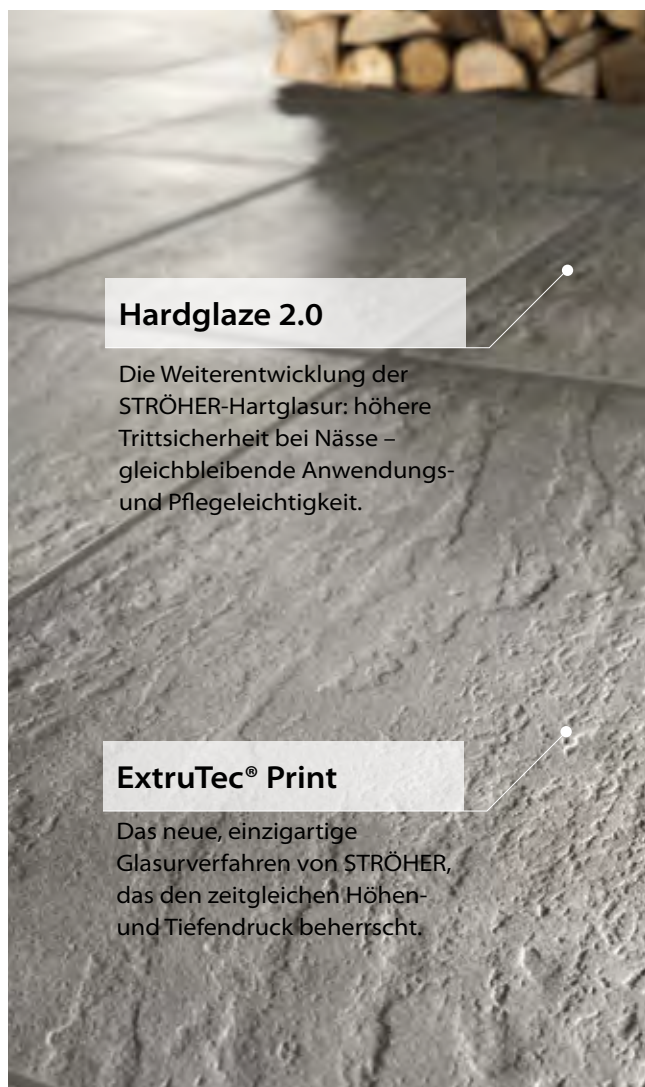 Hardglaze 2.0
Die Weiterentwicklung der
STRÖHER-Hartglasur: höhere
Trittsicherheit bei Nässe –
gleichbleibende Anwendungs-
und Pflegeleichtigkeit.
ExtruTec® Print
Das neue, einzigartige
Glasurverfahren von STRÖHER,
das den zeitgleichen Höhen-
und Tiefendruck beherrscht.